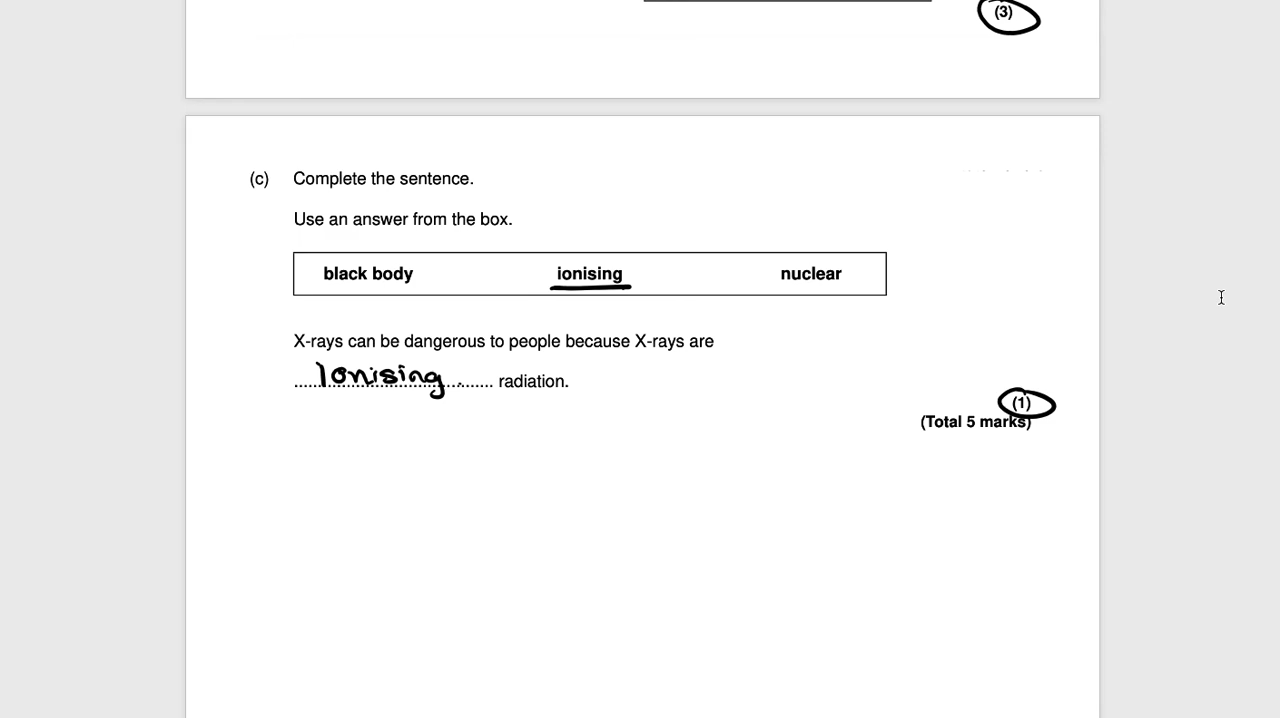 (3)
(c) Complete the sentence.
Use an answer from the box.
black body ionising nuclear
X-rays can be dangerous to people because X-rays are
......Ionising........ radiation.
(1)
(Total 5 marks)